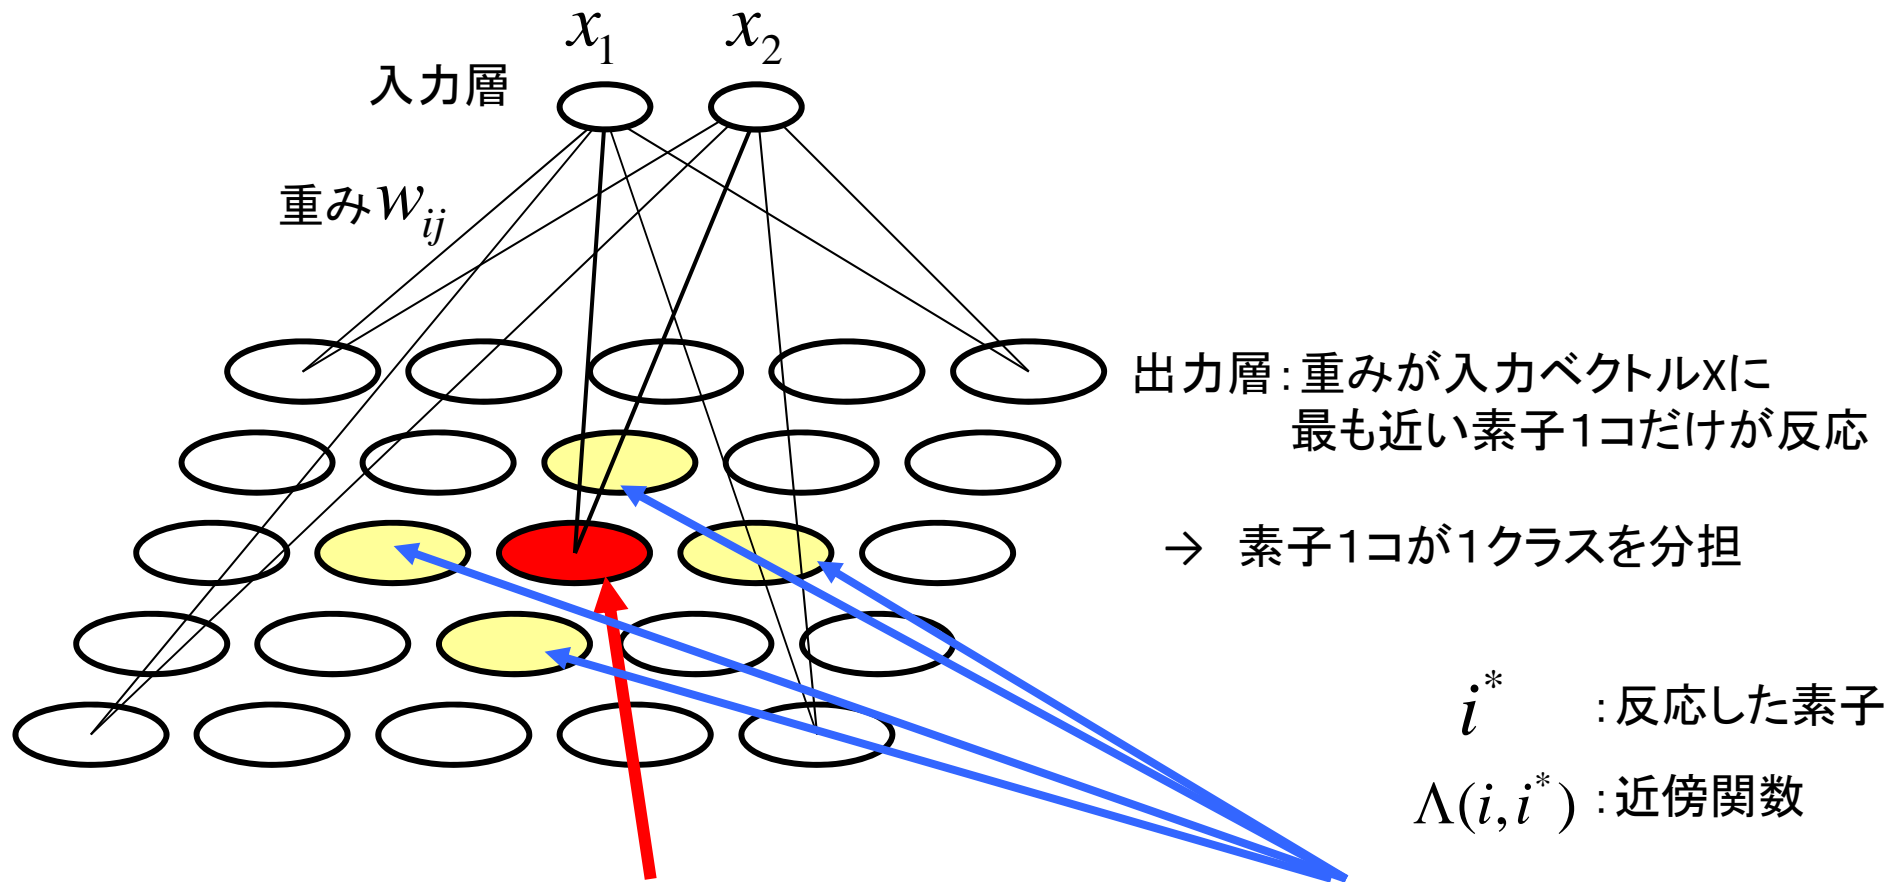 x₁ x₂
入力層
重みw_{ij}
出力層：重みが入力ベクトルXに
最も近い素子１コだけが反応
→ 素子１コが１クラスを分担
i* ：反応した素子
Λ(i,i*)：近傍関数